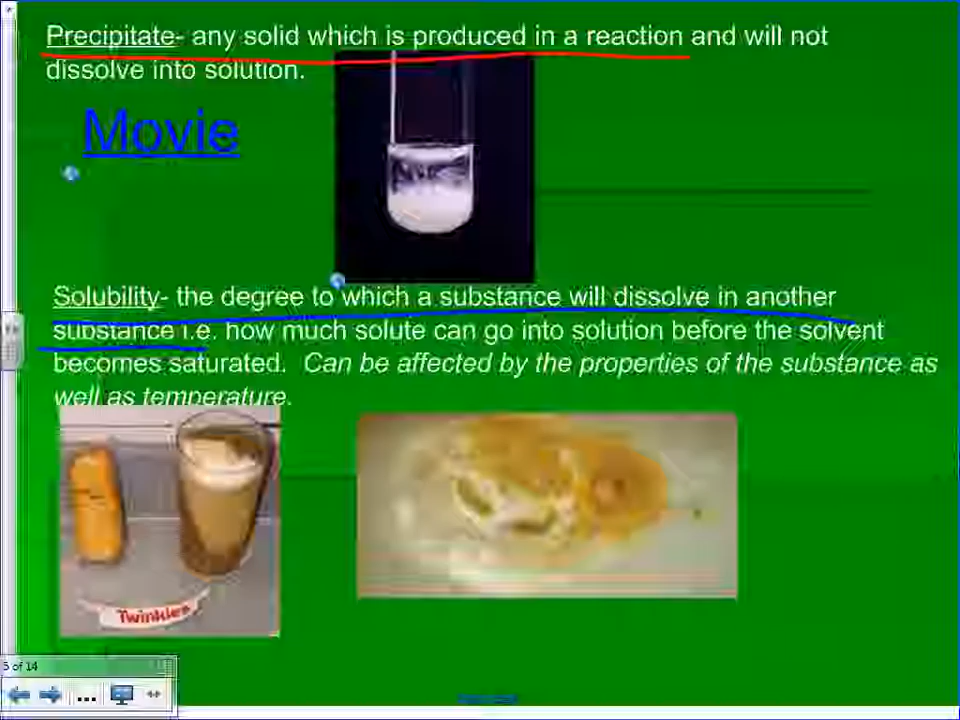 Precipitate- any solid which is produced in a reaction and will not
dissolve into solution.
Movie
Solubility- the degree to which a substance will dissolve in another
substance i.e. how much solute can go into solution before the solvent
becomes saturated. Can be affected by the properties of the substance as
well as temperature.
Twinkies
5 of 14